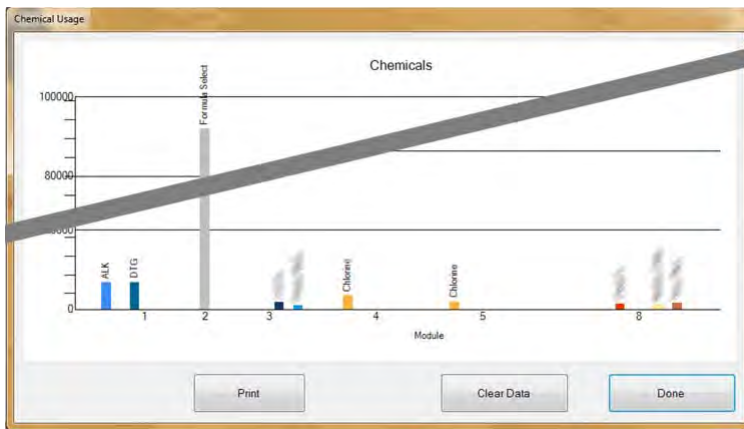 Chemical Usage
Chemicals
100000
80000
0
Formula Select
ALK
DTG
Chlorine
Chlorine
1 2 3 4 5 8
Module
Print Clear Data Done